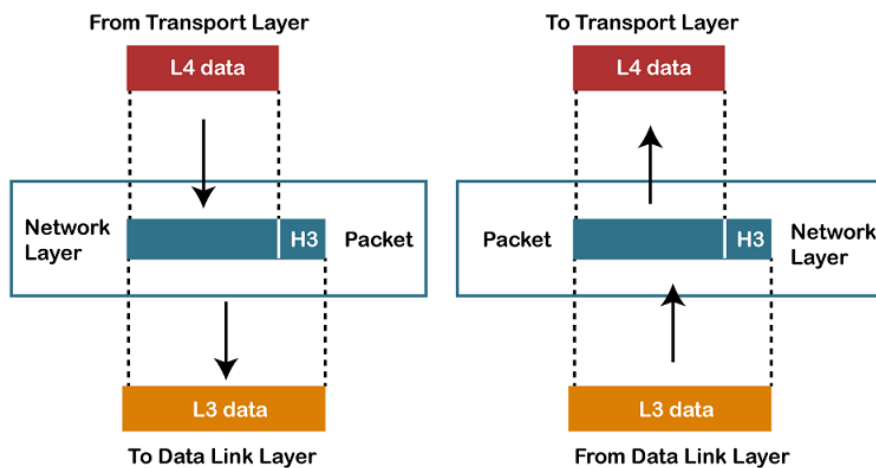 From Transport Layer
L4 data
Network
Layer
H3
Packet
L3 data
To Data Link Layer
To Transport Layer
L4 data
Packet
H3
Network
Layer
L3 data
From Data Link Layer